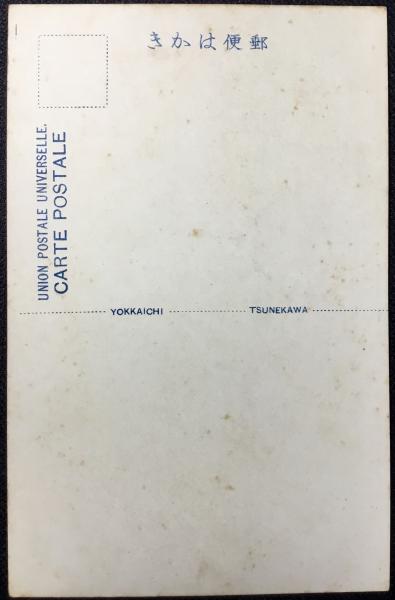 郵便はかき
UNION POSTALE UNIVERSELLE.
CARTE POSTALE
YOKKAICHI TSUNEKAWA